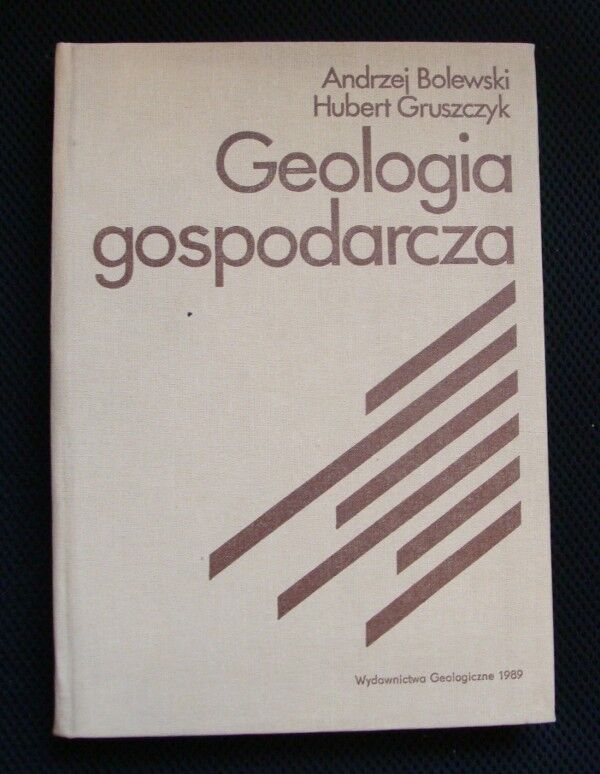 Andrzej Bolewski
Hubert Gruszczyk
Geologia
gospodarcza
Wydawnictwa Geologiczne 1989